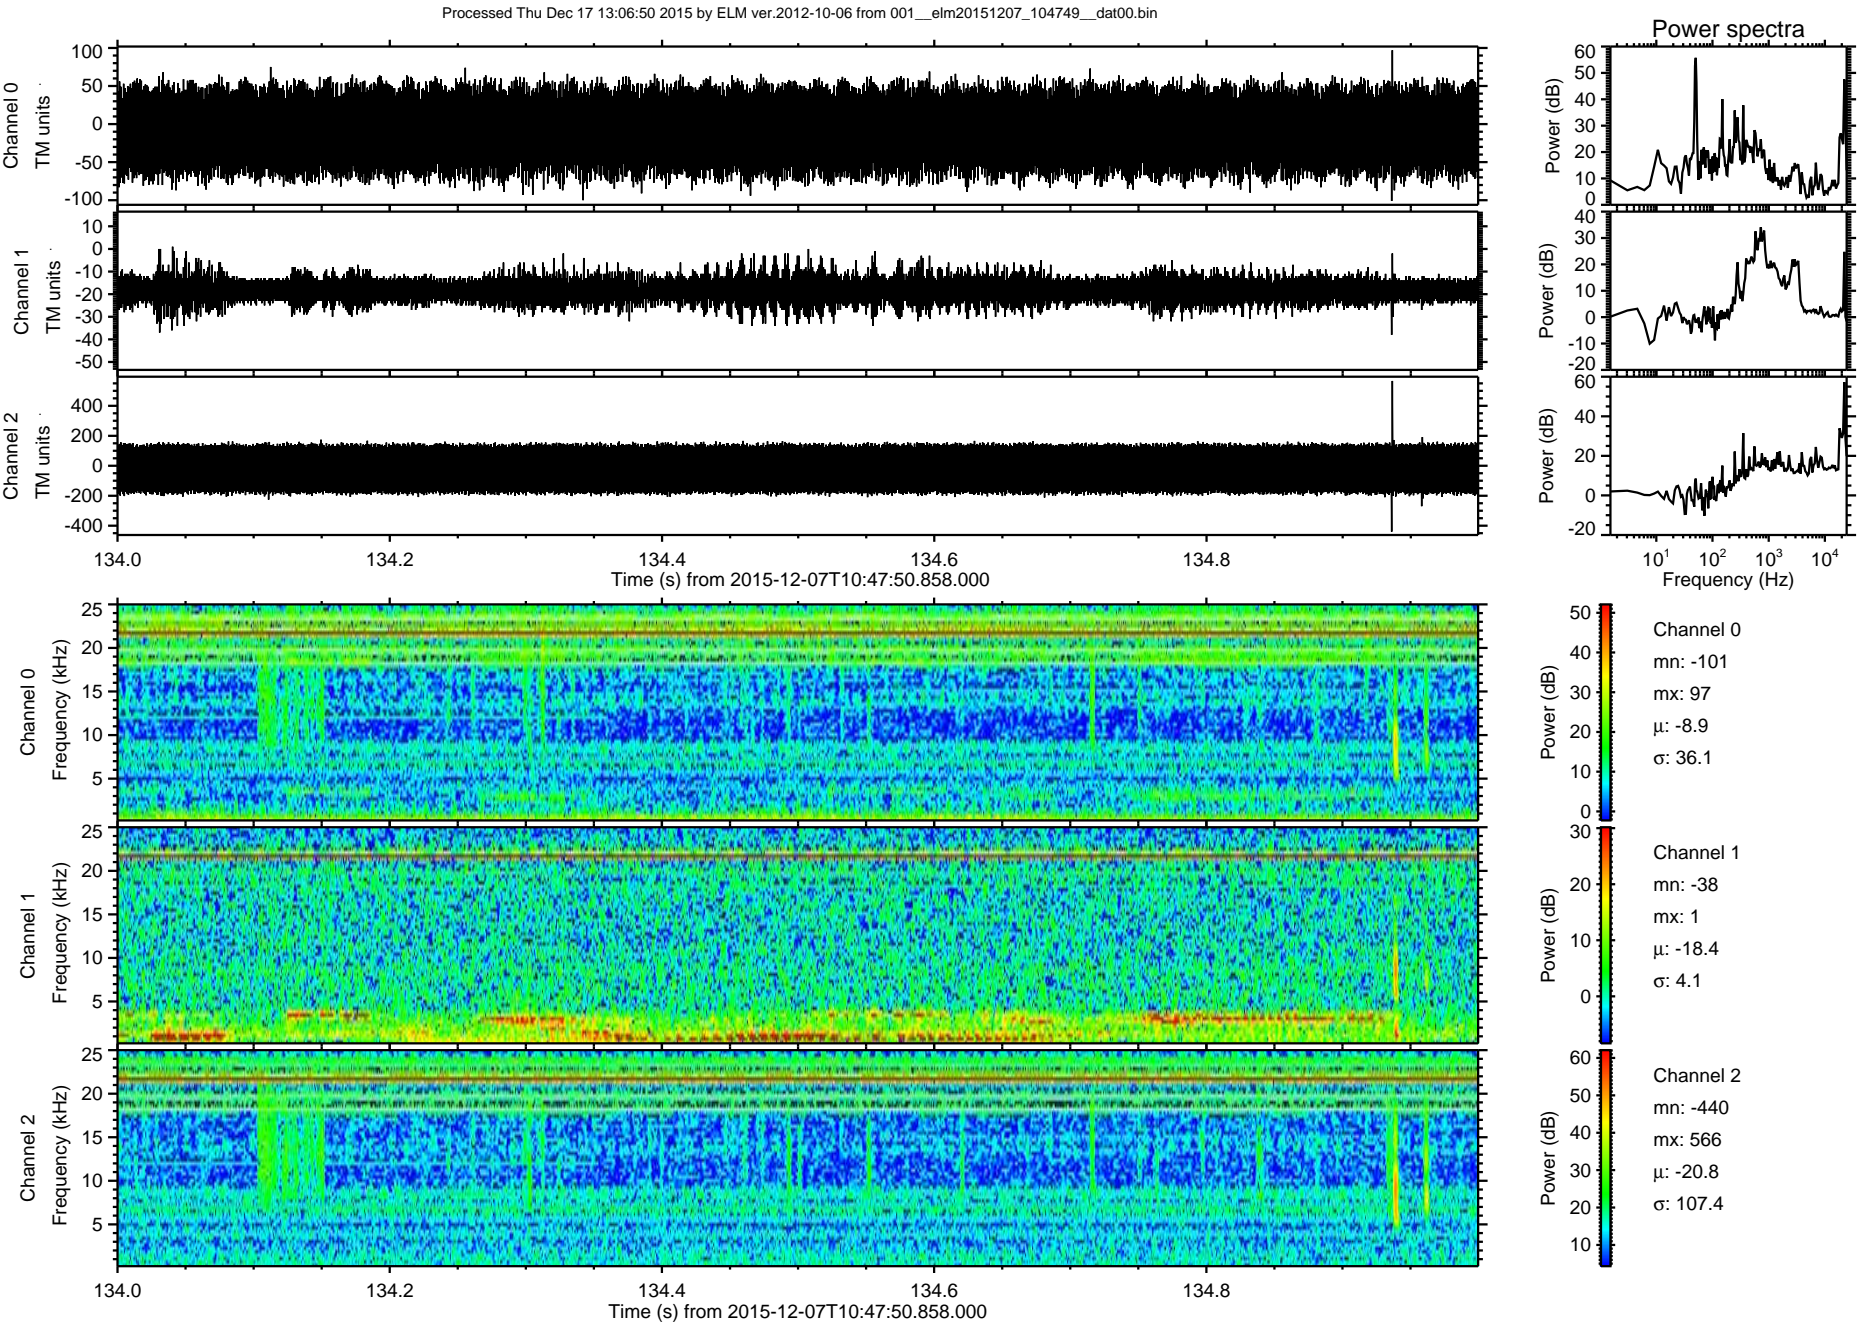 Processed Thu Dec 17 13:06:50 2015 by ELM ver.2012-10-06 from 001__elm20151207_104749__dat00.bin
Power spectra
Channel 0
TM units
100
50
0
-50
-100
Power (dB)
60
50
40
30
20
10
0
Channel 1
TM units
10
0
-10
-20
-30
-40
-50
Power (dB)
40
30
20
10
0
-10
-20
Channel 2
TM units
400
200
0
-200
-400
Power (dB)
60
40
20
0
-20
134.0 134.2 134.4 134.6 134.8
Time (s) from 2015-12-07T10:47:50.858.000
10^1 10^2 10^3 10^4
Frequency (Hz)
Channel 0
Frequency (kHz)
25
20
15
10
5
Power (dB)
50
40
30
20
10
0
Channel 0
mn: -101
mx: 97
μ: -8.9
σ: 36.1
Channel 1
Frequency (kHz)
25
20
15
10
5
Power (dB)
30
20
10
0
Channel 1
mn: -38
mx: 1
μ: -18.4
σ: 4.1
Channel 2
Frequency (kHz)
25
20
15
10
5
Power (dB)
60
50
40
30
20
10
Channel 2
mn: -440
mx: 566
μ: -20.8
σ: 107.4
134.0 134.2 134.4 134.6 134.8
Time (s) from 2015-12-07T10:47:50.858.000